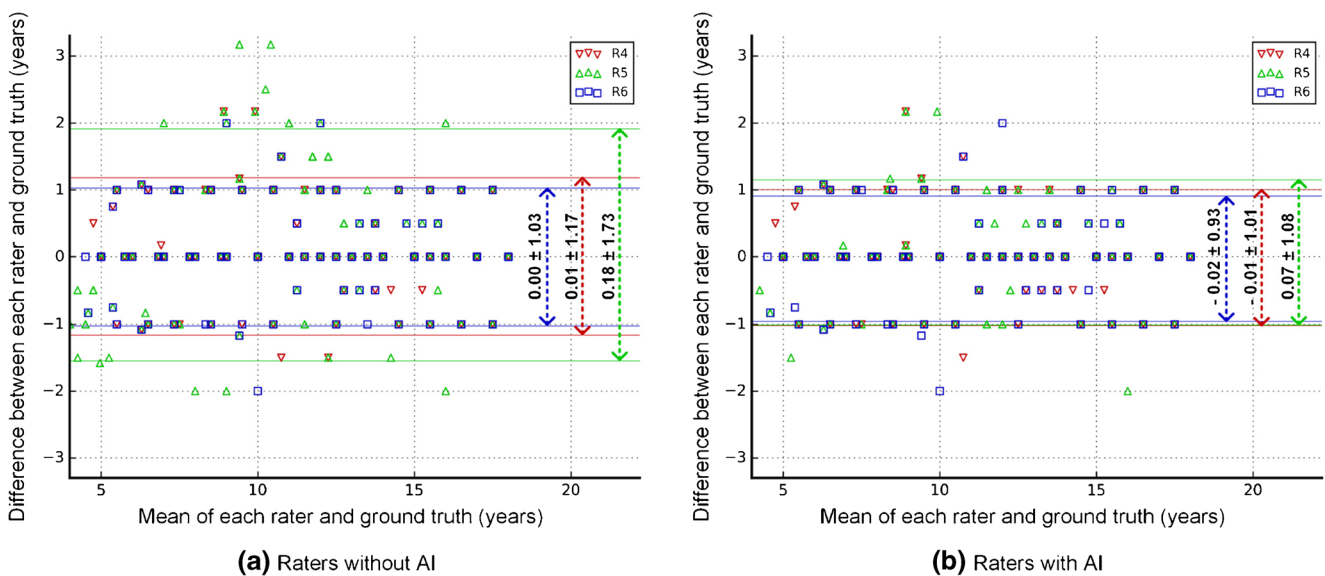 Difference between each rater and ground truth (years)
3
2
1
0
−1
−2
−3
5
10
15
20
Mean of each rater and ground truth (years)
R4
R5
R6
0.00 ± 1.03
0.01 ± 1.17
0.18 ± 1.73
(a) Raters without AI
Difference between each rater and ground truth (years)
3
2
1
0
−1
−2
−3
5
10
15
20
Mean of each rater and ground truth (years)
R4
R5
R6
- 0.02 ± 0.93
- 0.01 ± 1.01
0.07 ± 1.08
(b) Raters with AI